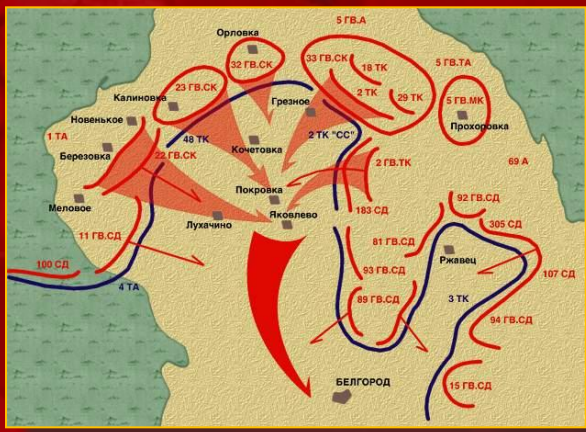 5 ГВ.А
Орловка
32 ГВ.СК
33 ГВ.СК
18 ТК
5 ГВ.ТА
23 ГВ.СК
2 ТК
29 ТК
5 ГВ.МК
Калиновка
Грезное
Прохоровка
Новенькое
1 ТА
48 ТК
2 ТК "СС"
Березовка
22 ГВ.СК
Кочетовка
2 ГВ.ТК
69 А
Покровка
92 ГВ.СД
Меловое
Лухачино
Яковлево
183 СД
305 СД
11 ГВ.СД
81 ГВ.СД
Ржавец
100 СД
93 ГВ.СД
107 СД
4 ТА
89 ГВ.СД
3 ТК
94 ГВ.СД
БЕЛГОРОД
15 ГВ.СД